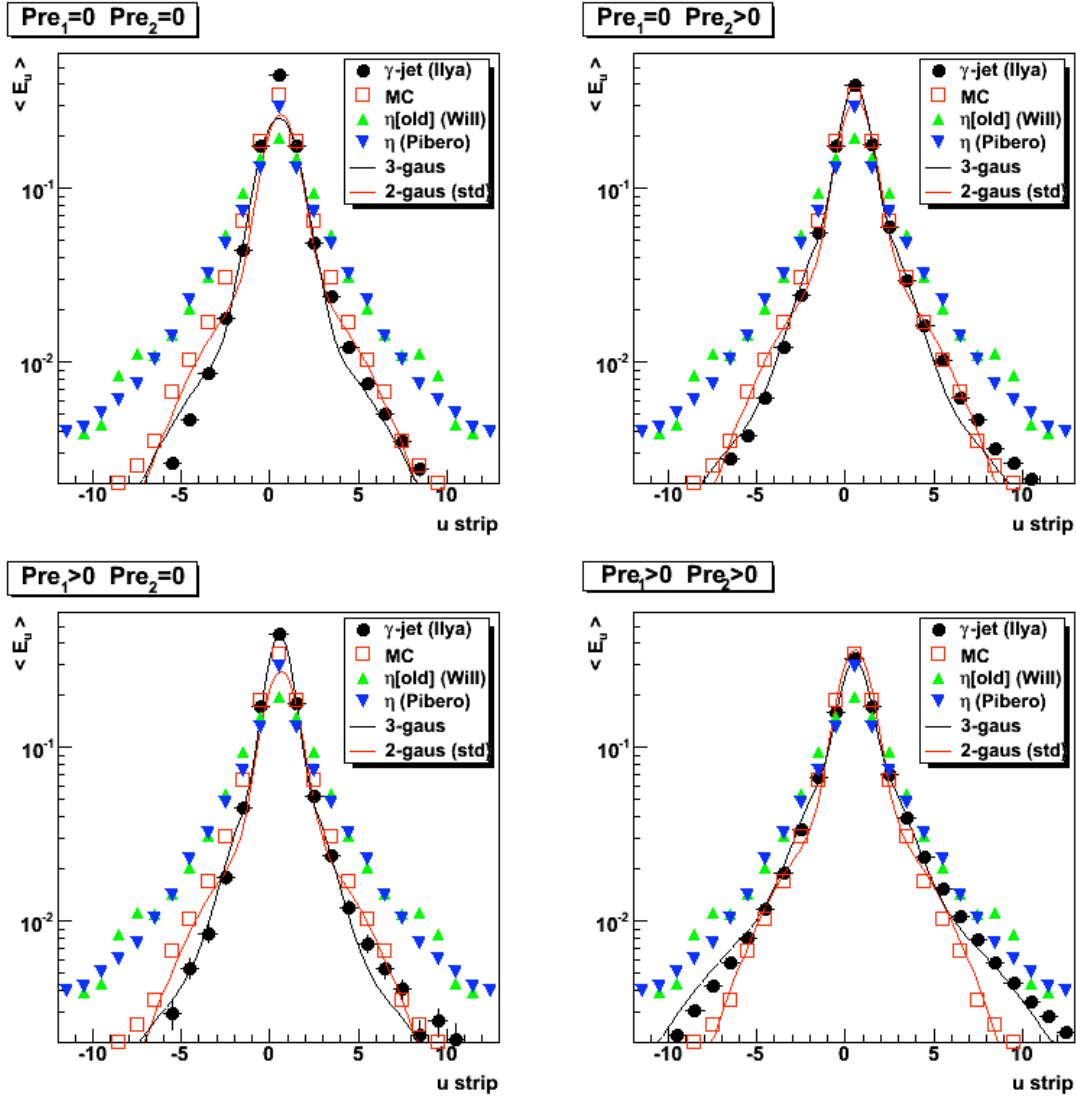 Pre₁=0 Pre₂=0
< E_u >
10⁻¹
10⁻²
γ-jet (Ilya)
MC
η[old] (Will)
η (Pibero)
3-gaus
2-gaus (std)
-10 -5 0 5 10
u strip
Pre₁=0 Pre₂>0
< E_u >
10⁻¹
10⁻²
γ-jet (Ilya)
MC
η[old] (Will)
η (Pibero)
3-gaus
2-gaus (std)
-10 -5 0 5 10
u strip
Pre₁>0 Pre₂=0
< E_u >
10⁻¹
10⁻²
γ-jet (Ilya)
MC
η[old] (Will)
η (Pibero)
3-gaus
2-gaus (std)
-10 -5 0 5 10
u strip
Pre₁>0 Pre₂>0
< E_u >
10⁻¹
10⁻²
γ-jet (Ilya)
MC
η[old] (Will)
η (Pibero)
3-gaus
2-gaus (std)
-10 -5 0 5 10
u strip